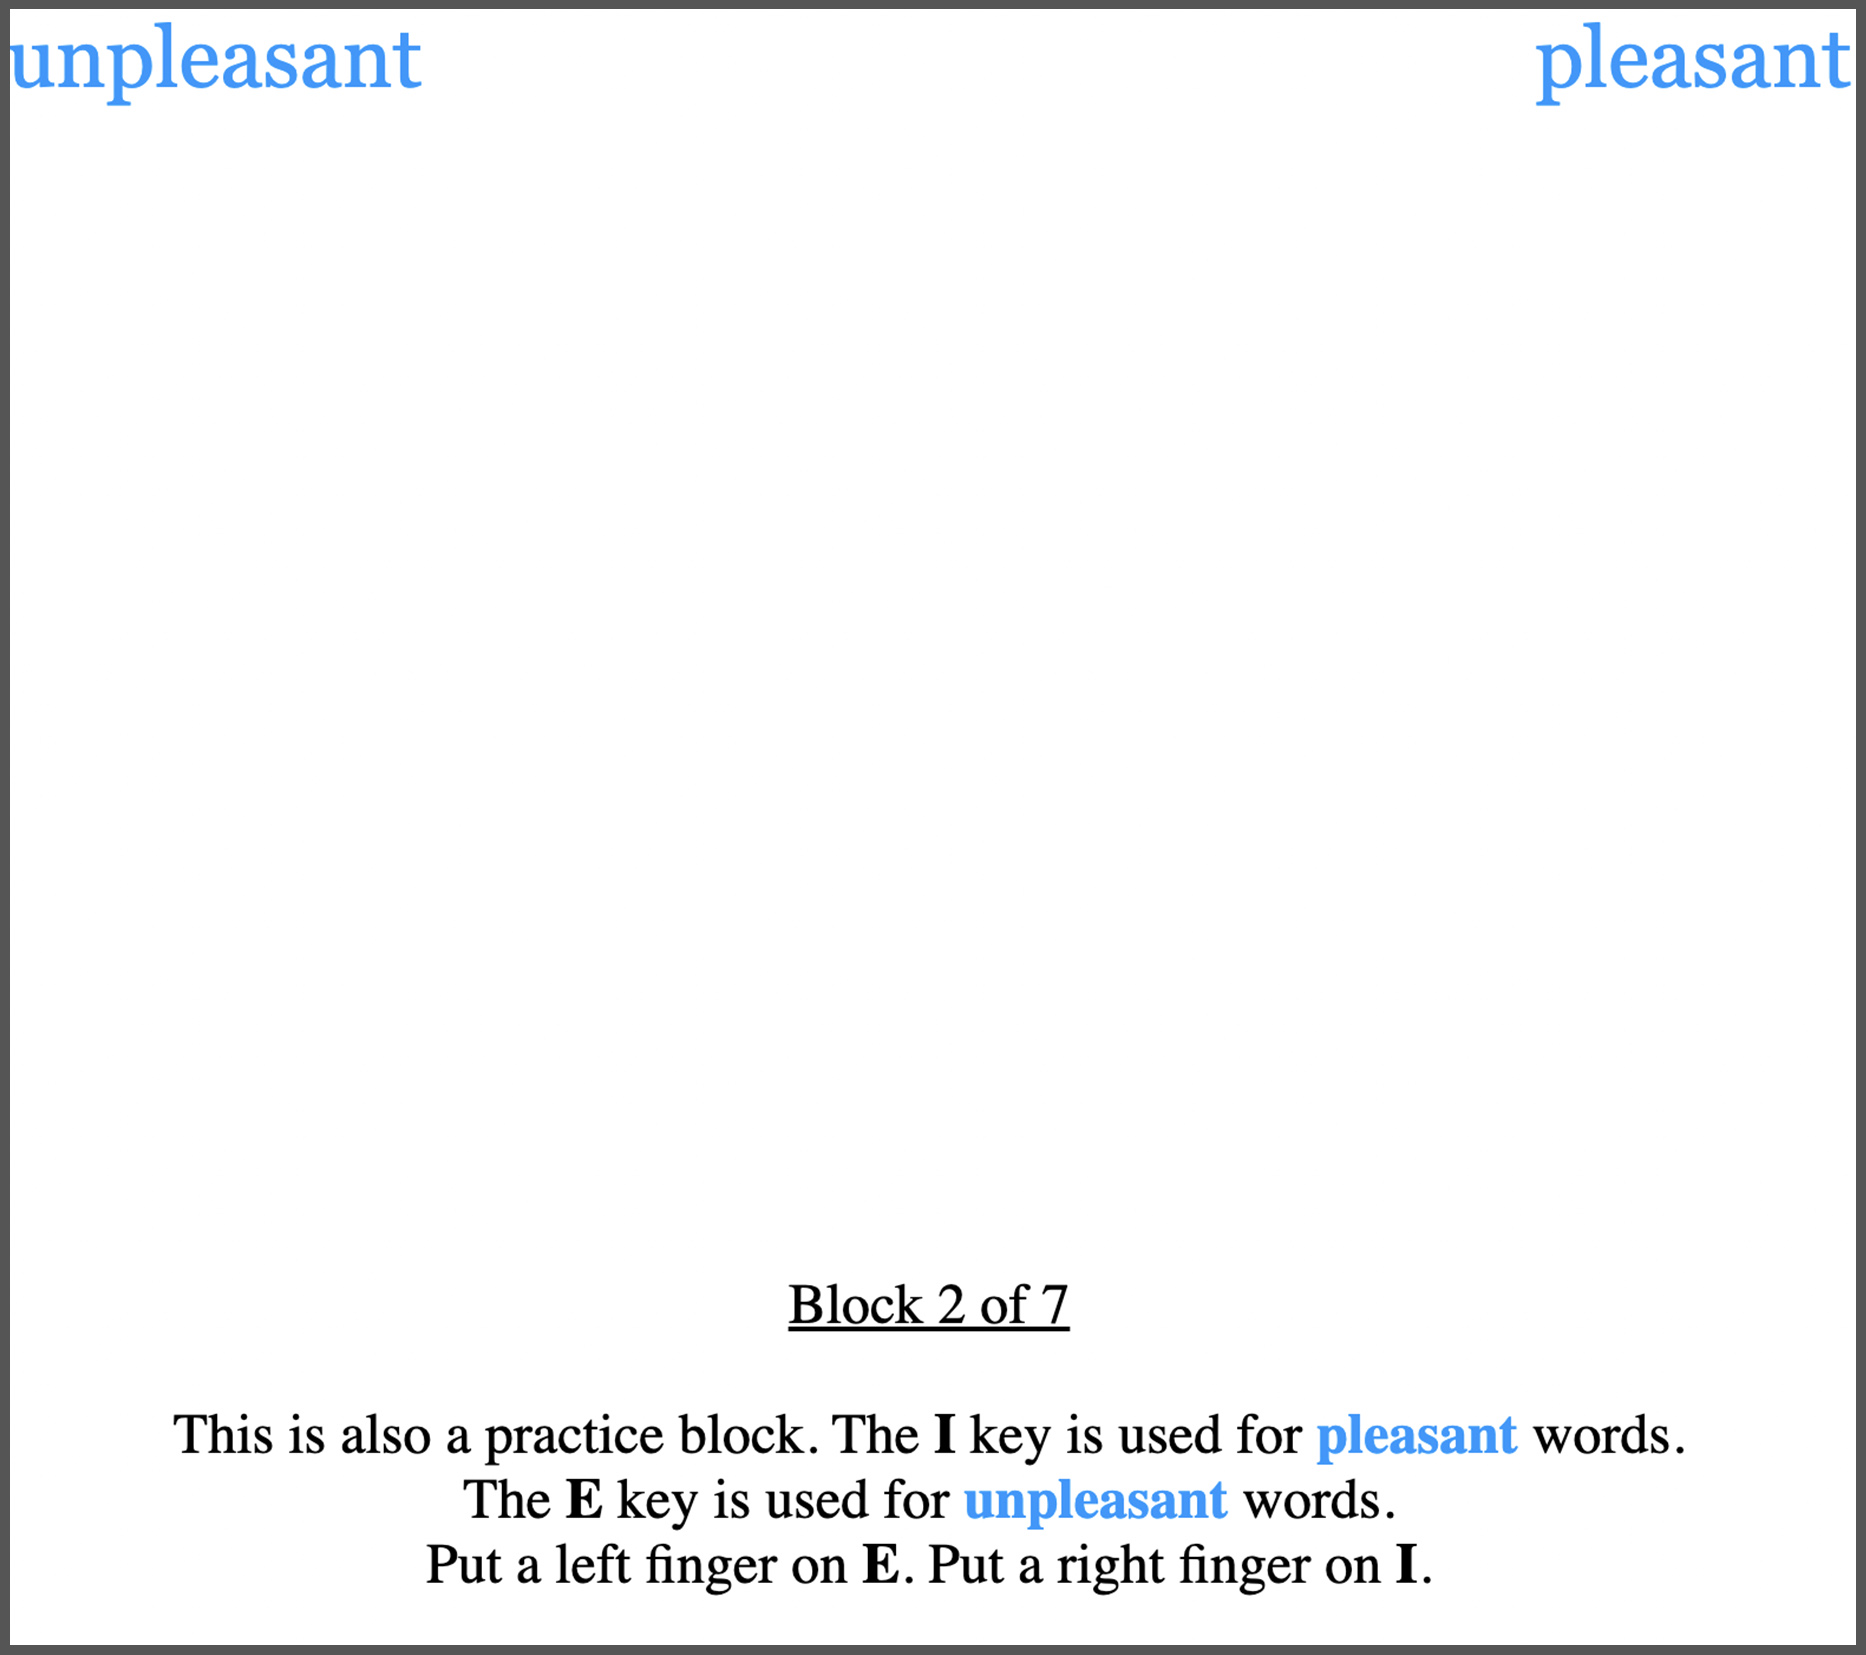 unpleasant
pleasant
Block 2 of 7
This is also a practice block. The I key is used for pleasant words.
The E key is used for unpleasant words.
Put a left finger on E. Put a right finger on I.